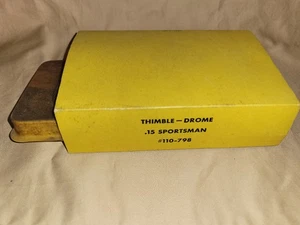 THIMBLE-DROME
.15 SPORTSMAN
#110-798